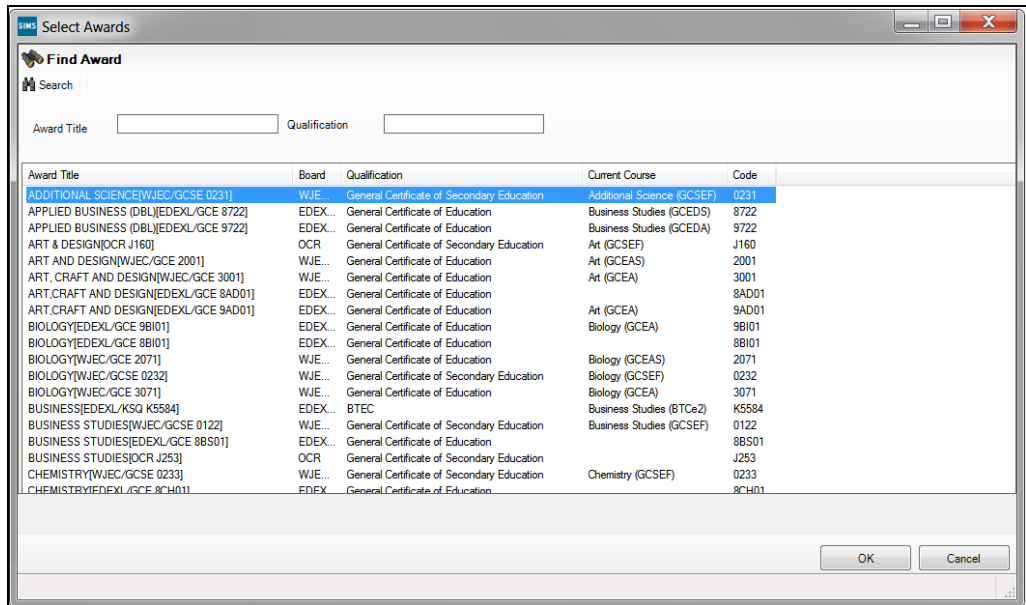 SIMS Select Awards
Find Award
Search
Award Title Qualification
Award Title Board Qualification Current Course Code
ADDITIONAL SCIENCE[WJEC/GCSE 0231] WJE... General Certificate of Secondary Education Additional Science (GCSEF) 0231
APPLIED BUSINESS (DBL)[EDEXL/GCE 8722] EDEX... General Certificate of Education Business Studies (GCEDS) 8722
APPLIED BUSINESS (DBL)[EDEXL/GCE 9722] EDEX... General Certificate of Education Business Studies (GCEDA) 9722
ART & DESIGN[OCR J160] OCR General Certificate of Secondary Education Art (GCSEF) J160
ART AND DESIGN[WJEC/GCE 2001] WJE... General Certificate of Education Art (GCEAS) 2001
ART, CRAFT AND DESIGN[WJEC/GCE 3001] WJE... General Certificate of Education Art (GCEA) 3001
ART,CRAFT AND DESIGN[EDEXL/GCE 8AD01] EDEX... General Certificate of Education 8AD01
ART,CRAFT AND DESIGN[EDEXL/GCE 9AD01] EDEX... General Certificate of Education Art (GCEA) 9AD01
BIOLOGY[EDEXL/GCE 9BI01] EDEX... General Certificate of Education Biology (GCEA) 9BI01
BIOLOGY[EDEXL/GCE 8BI01] EDEX... General Certificate of Education 8BI01
BIOLOGY[WJEC/GCE 2071] WJE... General Certificate of Education Biology (GCEAS) 2071
BIOLOGY[WJEC/GCSE 0232] WJE... General Certificate of Secondary Education Biology (GCSEF) 0232
BIOLOGY[WJEC/GCE 3071] WJE... General Certificate of Education Biology (GCEA) 3071
BUSINESS[EDEXL/KSQ K5584] EDEX... BTEC Business Studies (BTCe2) K5584
BUSINESS STUDIES[WJEC/GCSE 0122] WJE... General Certificate of Secondary Education Business Studies (GCSEF) 0122
BUSINESS STUDIES[EDEXL/GCE 8BS01] EDEX... General Certificate of Education 8BS01
BUSINESS STUDIES[OCR J253] OCR General Certificate of Secondary Education J253
CHEMISTRY[WJEC/GCSE 0233] WJE... General Certificate of Secondary Education Chemistry (GCSEF) 0233
CHEMISTRY[EDEXL/GCE 8CH01] EDEX... General Certificate of Education 8CH01
OK Cancel